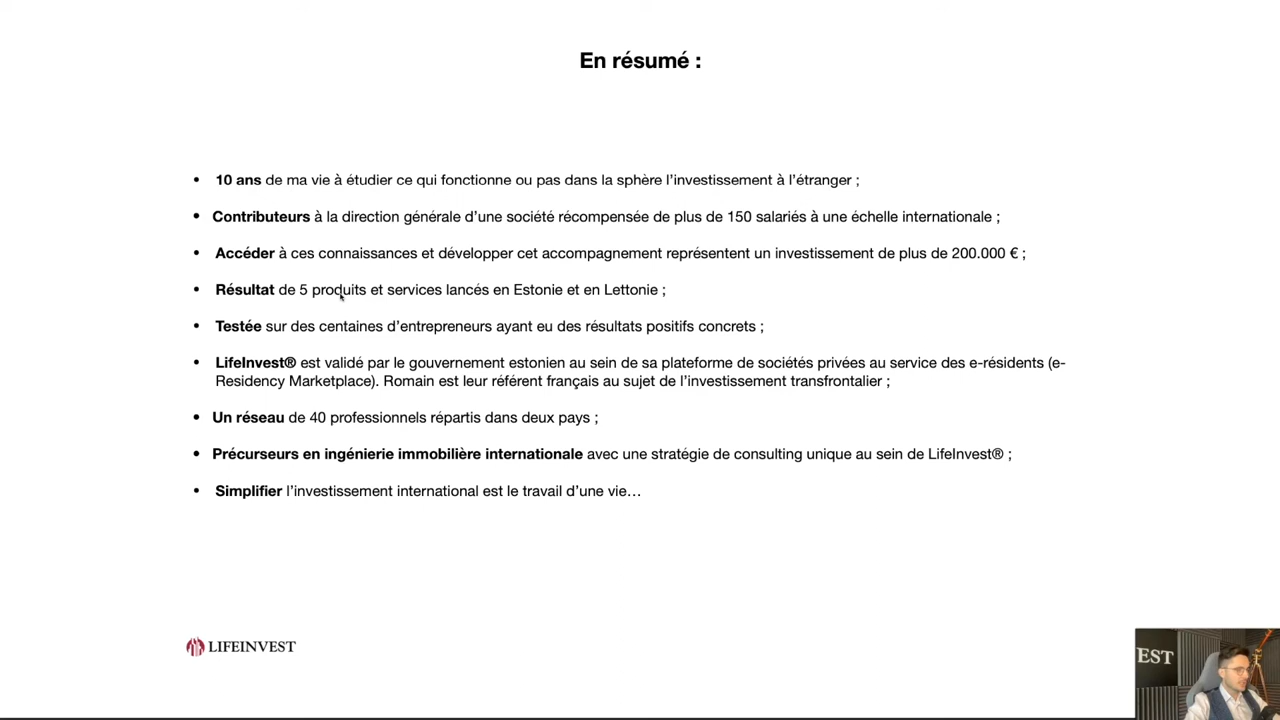 En résumé :
• 10 ans de ma vie à étudier ce qui fonctionne ou pas dans la sphère l’investissement à l’étranger ;
• Contributeurs à la direction générale d’une société récompensée de plus de 150 salariés à une échelle internationale ;
• Accéder à ces connaissances et développer cet accompagnement représentent un investissement de plus de 200.000 € ;
• Résultat de 5 produits et services lancés en Estonie et en Lettonie ;
• Testée sur des centaines d’entrepreneurs ayant eu des résultats positifs concrets ;
• LifeInvest® est validé par le gouvernement estonien au sein de sa plateforme de sociétés privées au service des e-résidents (e-
Residency Marketplace). Romain est leur référent français au sujet de l’investissement transfrontalier ;
• Un réseau de 40 professionnels répartis dans deux pays ;
• Précurseurs en ingénierie immobilière internationale avec une stratégie de consulting unique au sein de LifeInvest® ;
• Simplifier l’investissement international est le travail d’une vie…
LIFEINVEST
EST